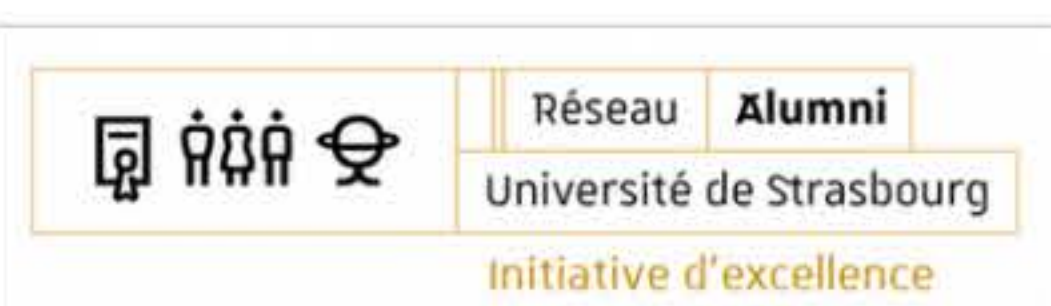 Réseau Alumni
Université de Strasbourg
Initiative d'excellence